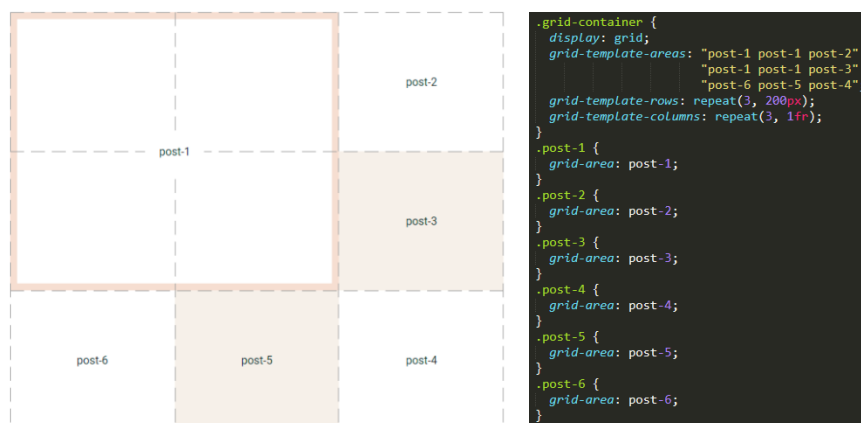 post-2
post-1
post-3
post-6
post-5
post-4
.grid-container {
display: grid;
grid-template-areas: "post-1 post-1 post-2"
"post-1 post-1 post-3"
"post-6 post-5 post-4";
grid-template-rows: repeat(3, 200px);
grid-template-columns: repeat(3, 1fr);
}
.post-1 {
grid-area: post-1;
}
.post-2 {
grid-area: post-2;
}
.post-3 {
grid-area: post-3;
}
.post-4 {
grid-area: post-4;
}
.post-5 {
grid-area: post-5;
}
.post-6 {
grid-area: post-6;
}